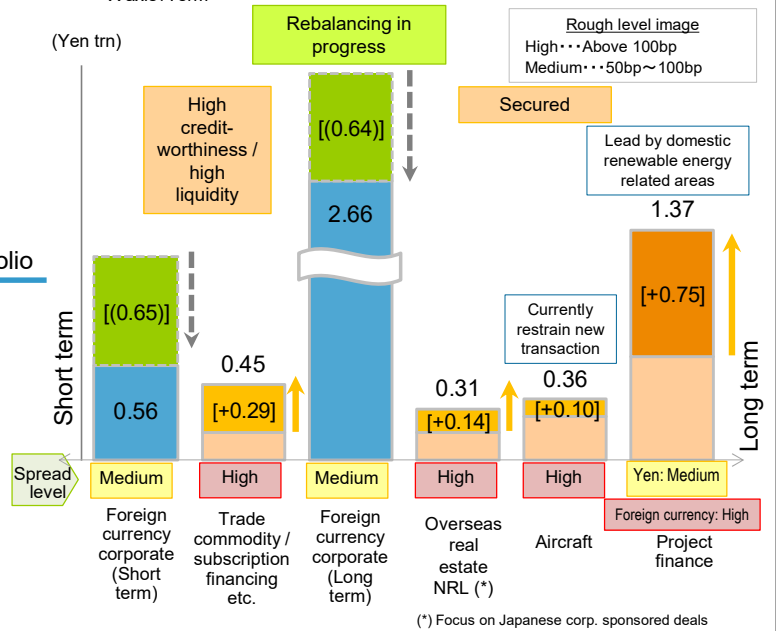 (Yen trn)
Rebalancing in
progress
Rough level image
High･･･Above 100bp
Medium･･･50bp～100bp
High
credit-
worthiness /
high
liquidity
Secured
Lead by domestic
renewable energy
related areas
[(0.64)]
2.66
1.37
[+0.75]
olio
[(0.65)]
0.56
0.45
[+0.29]
0.31
[+0.14]
Currently
restrain new
transaction
0.36
[+0.10]
Short term
Long term
Spread
level
Medium
High
Medium
High
High
Yen: Medium
Foreign currency: High
Foreign
currency
corporate
(Short
term)
Trade
commodity /
subscription
financing
etc.
Foreign
currency
corporate
(Long
term)
Overseas
real
estate
NRL (*)
Aircraft
Project
finance
(*) Focus on Japanese corp. sponsored deals